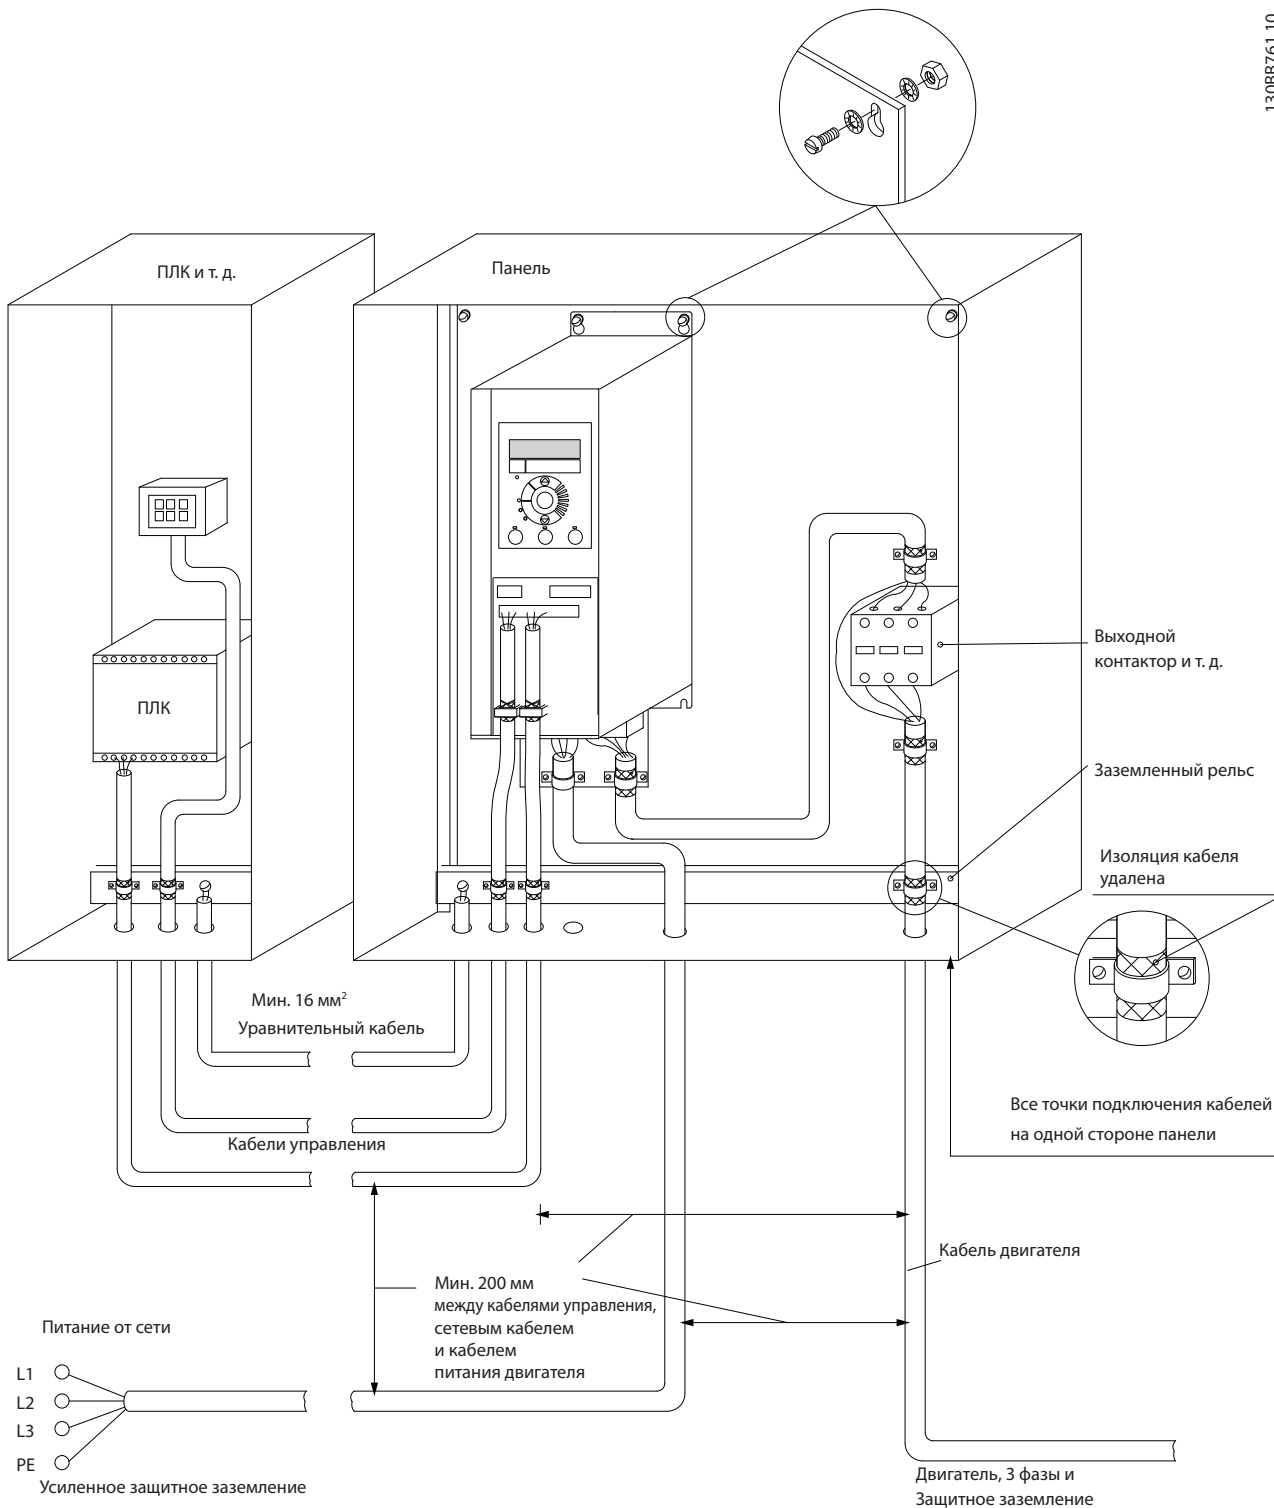 130BB761.10
ПЛК и т. д.
Панель
ПЛК
Выходной
контактор и т. д.
Заземленный рельс
Изоляция кабеля
удалена
Мин. 16 мм²
Уравнительный кабель
Все точки подключения кабелей
на одной стороне панели
Кабели управления
Кабель двигателя
Мин. 200 мм
между кабелями управления,
сетевым кабелем
и кабелем
питания двигателя
Питание от сети
L1
L2
L3
PE
Усиленное защитное заземление
Двигатель, 3 фазы и
Защитное заземление